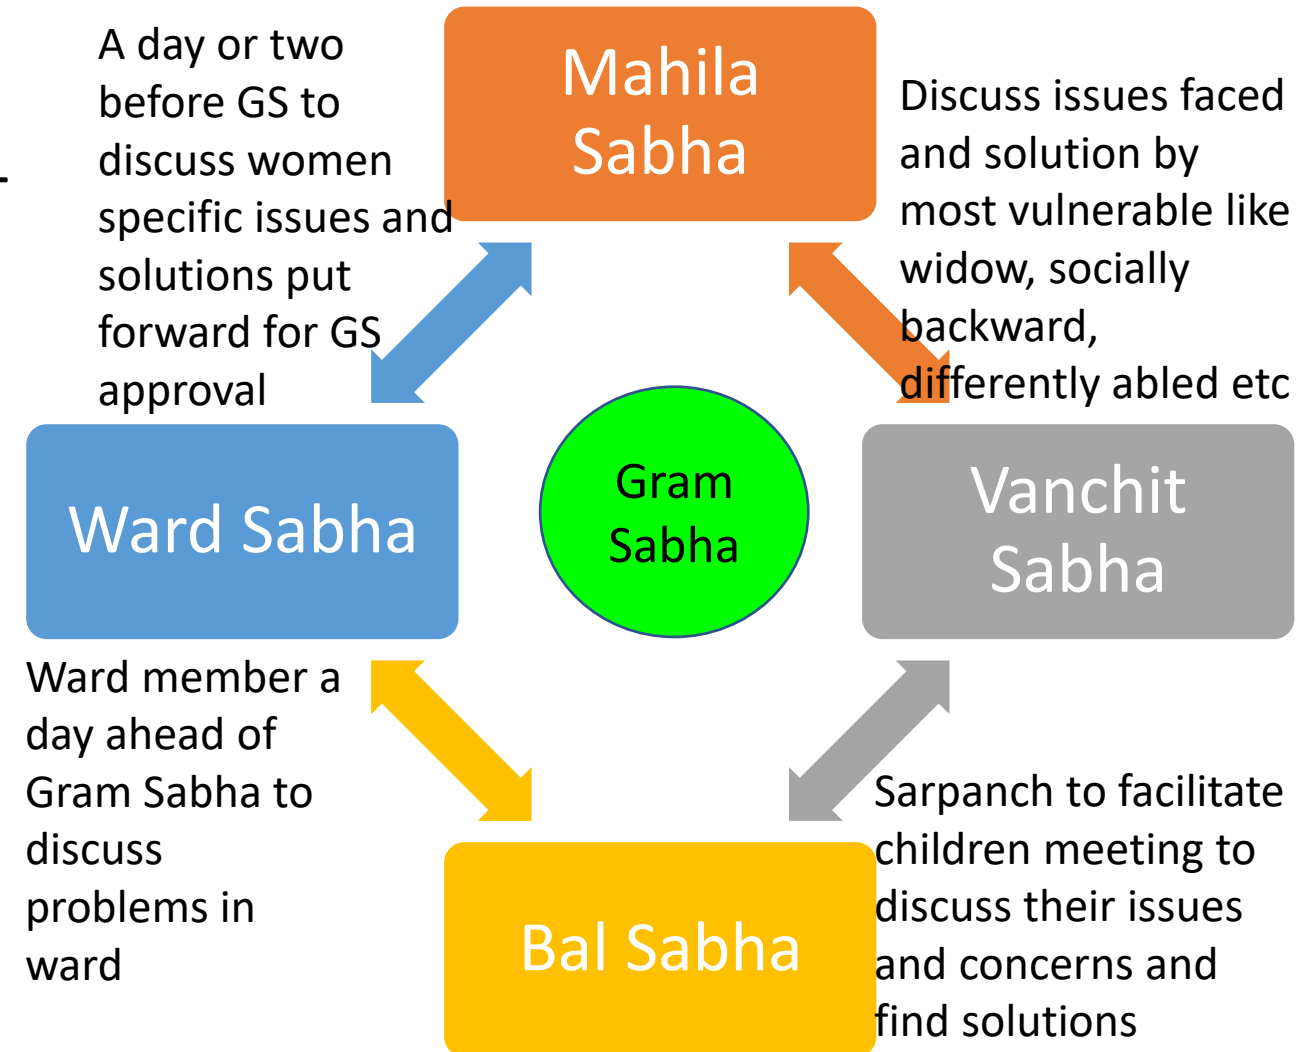 A day or two
before GS to
discuss women
specific issues and
solutions put
forward for GS
approval
Mahila
Sabha
Discuss issues faced
and solution by
most vulnerable like
widow, socially
backward,
differently abled etc
Ward Sabha
Gram
Sabha
Vanchit
Sabha
Ward member a
day ahead of
Gram Sabha to
discuss
problems in
ward
Bal Sabha
Sarpanch to facilitate
children meeting to
discuss their issues
and concerns and
find solutions